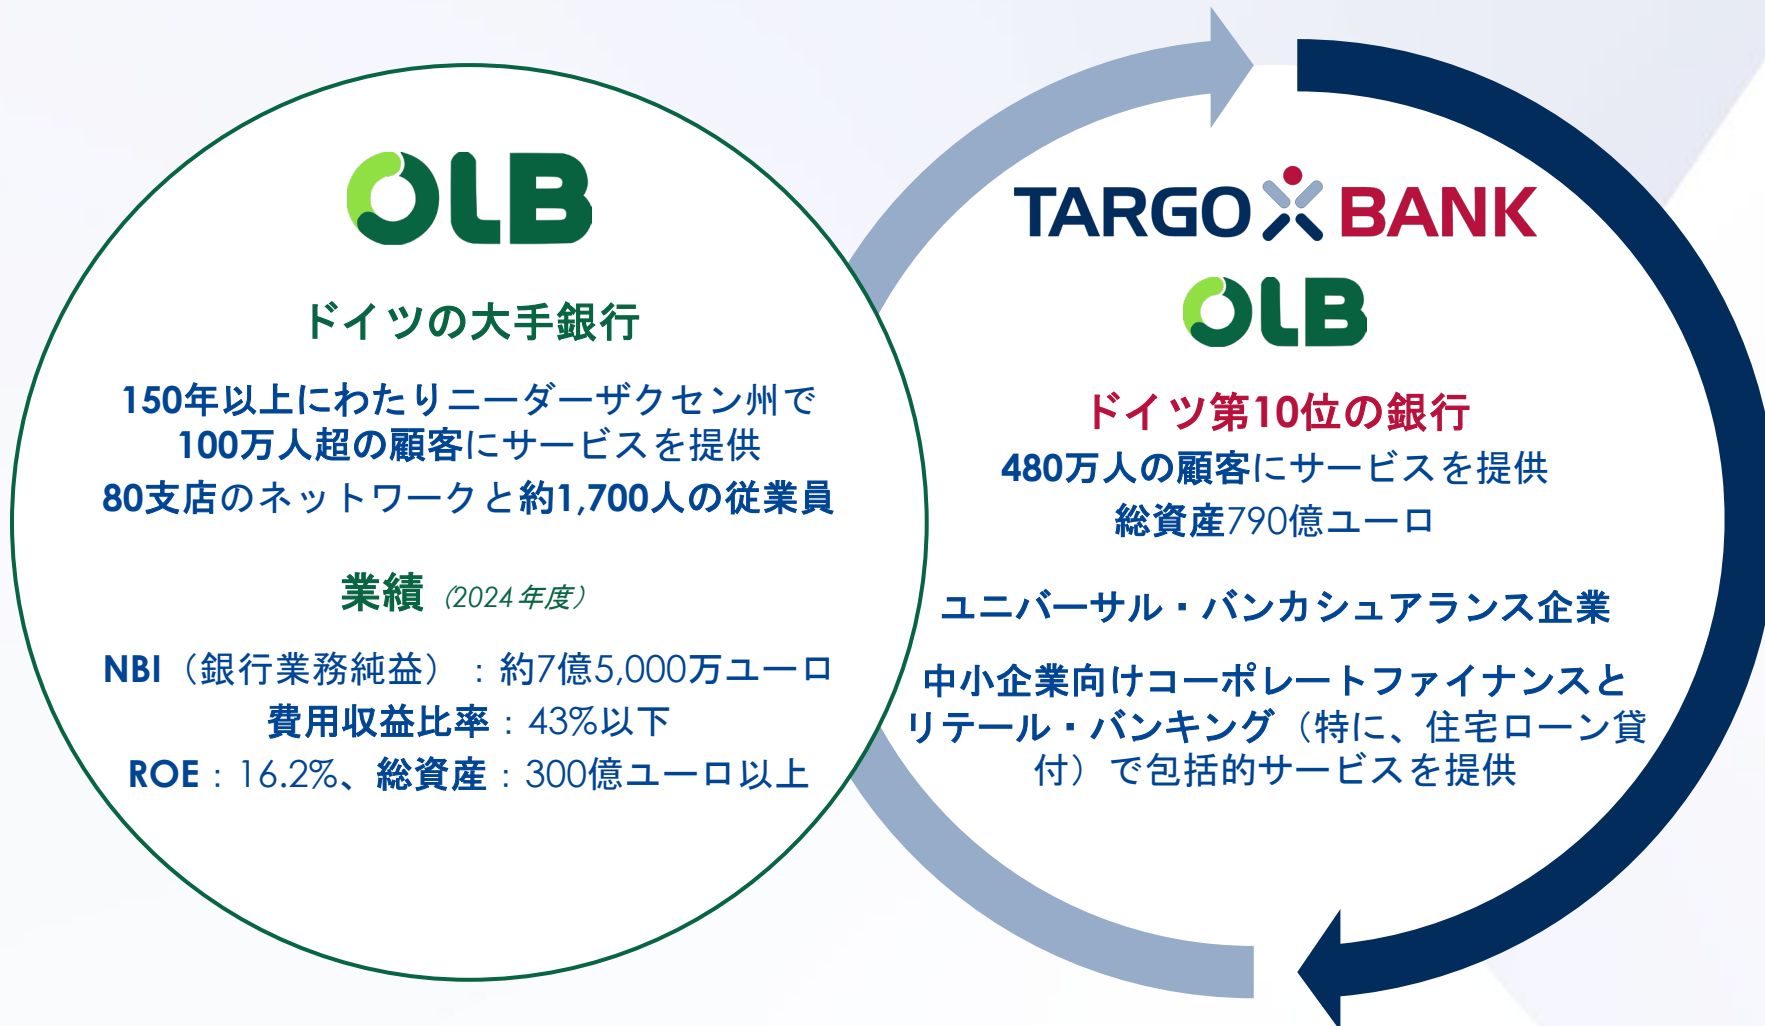 OLB
ドイツの大手銀行
150年以上にわたりニーダーザクセン州で
100万人超の顧客にサービスを提供
80支店のネットワークと約1,700人の従業員
業績（2024年度）
NBI（銀行業務純益）：約7億5,000万ユーロ
費用収益比率：43%以下
ROE：16.2%、総資産：300億ユーロ以上
TARGO BANK
OLB
ドイツ第10位の銀行
480万人の顧客にサービスを提供
総資産790億ユーロ
ユニバーサル・バンカシュアランス企業
中小企業向けコーポレートファイナンスと
リテール・バンキング（特に、住宅ローン貸
付）で包括的サービスを提供